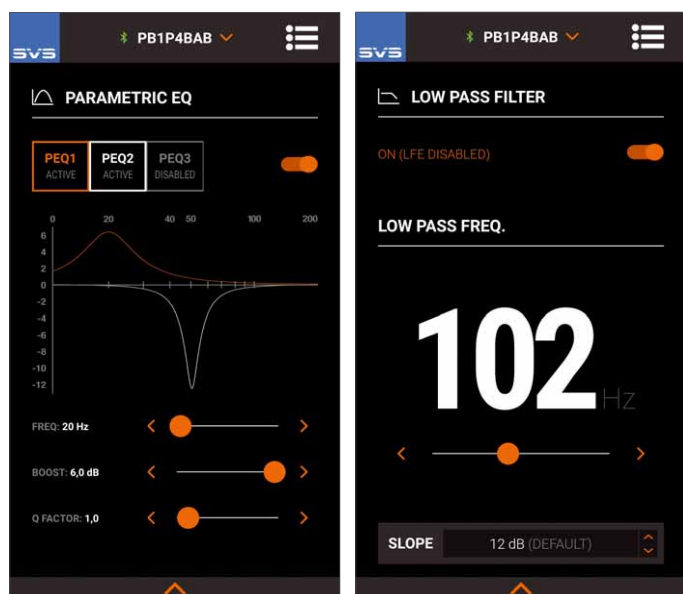 SVS
PB1P4BAB
PARAMETRIC EQ
PEQ1 PEQ2 PEQ3
ACTIVE ACTIVE DISABLED
0 20 40 50 100 200
6
4
2
0
-2
-4
-6
-8
-10
-12
FREQ: 20 Hz
BOOST: 6,0 dB
Q FACTOR: 1,0
SVS
PB1P4BAB
LOW PASS FILTER
ON (LFE DISABLED)
LOW PASS FREQ.
102 Hz
SLOPE 12 dB (DEFAULT)